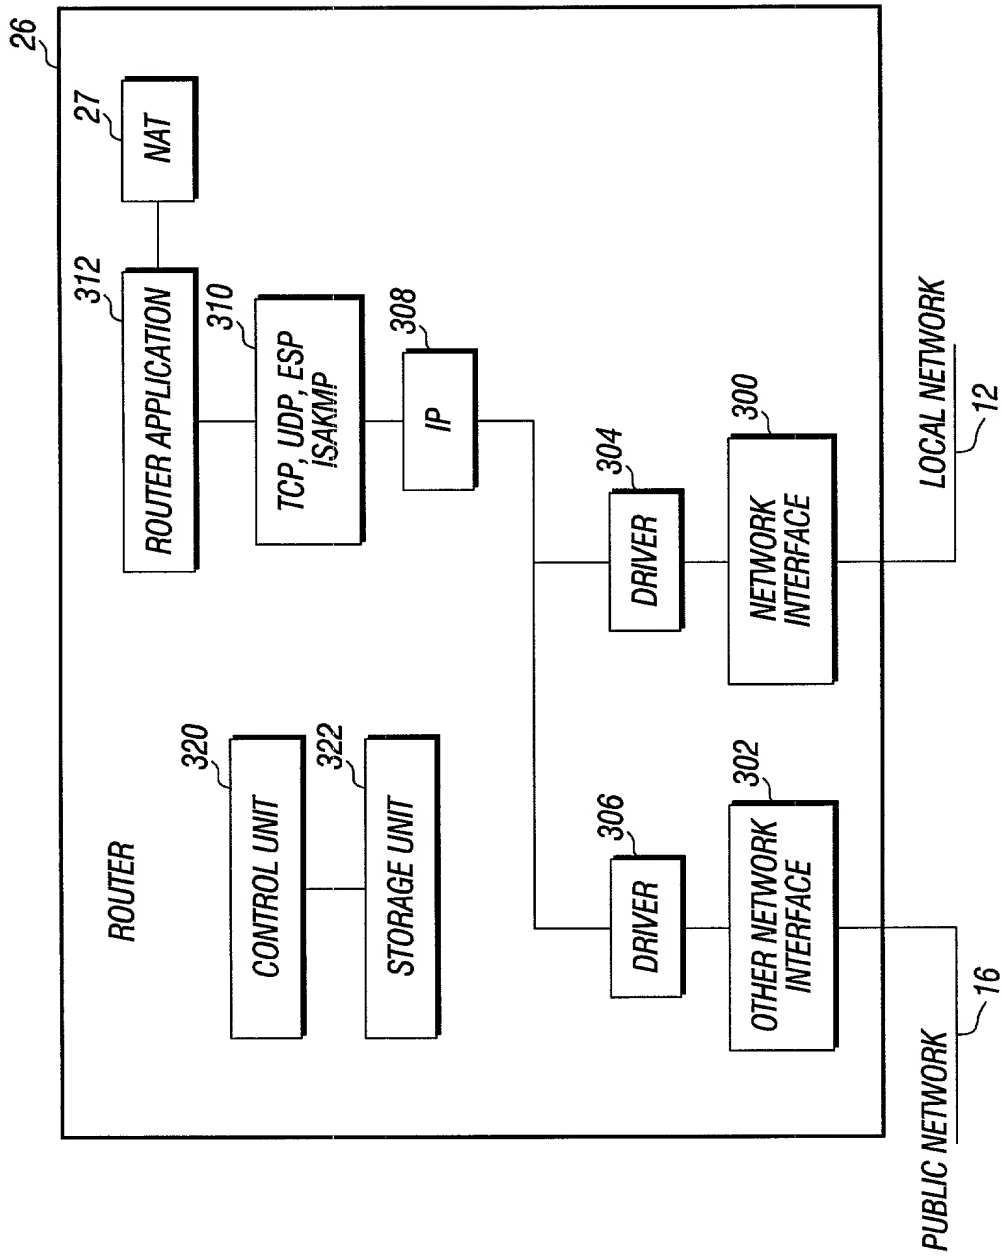 26
ROUTER
312
ROUTER APPLICATION
27
NAT
320
CONTROL UNIT
310
TCP, UDP, ESP
ISAKMP
322
STORAGE UNIT
308
IP
306
DRIVER
304
DRIVER
302
OTHER NETWORK
INTERFACE
300
NETWORK
INTERFACE
PUBLIC NETWORK
16
LOCAL NETWORK
12